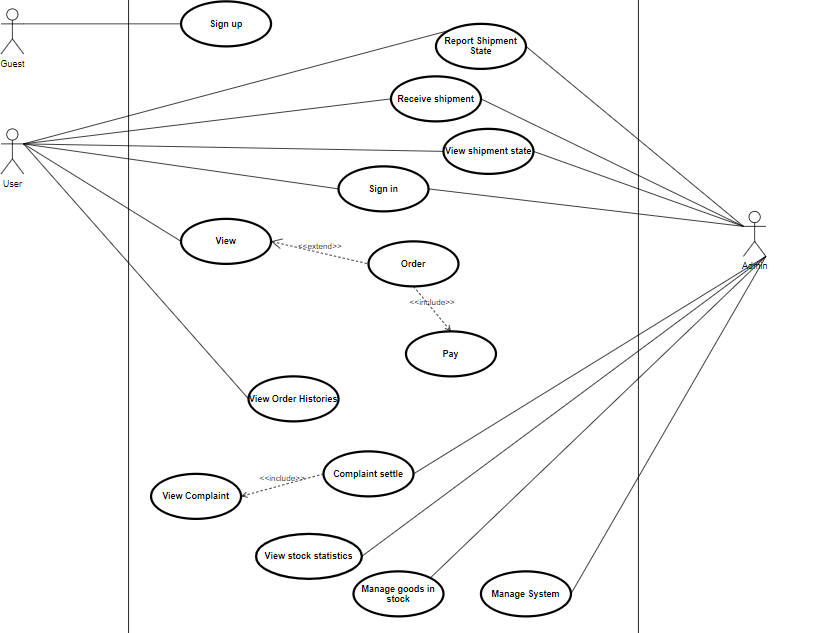 Sign up
Guest
Report Shipment
State
Receive shipment
View shipment state
User
Sign in
View
<<extend>>
Order
Admin
<<include>>
Pay
View Order Histories
Complaint settle
<<include>>
View Complaint
View stock statistics
Manage goods in
stock
Manage System